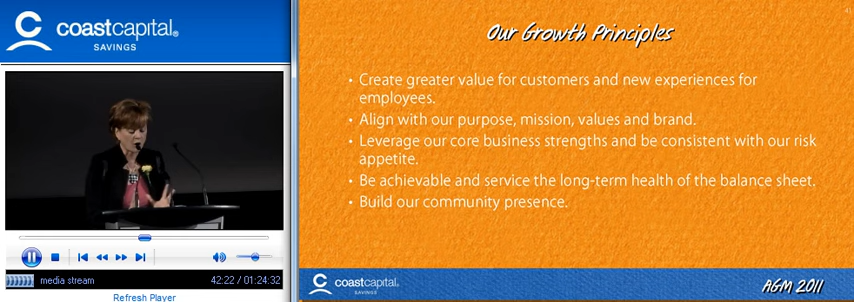 coastcapital®
SAVINGS
media stream
42:22 / 01:24:32
Refresh Player
41
Our Growth Principles
• Create greater value for customers and new experiences for
employees.
• Align with our purpose, mission, values and brand.
• Leverage our core business strengths and be consistent with our risk
appetite.
• Be achievable and service the long-term health of the balance sheet.
• Build our community presence.
coastcapital®
SAVINGS
AGM 2011